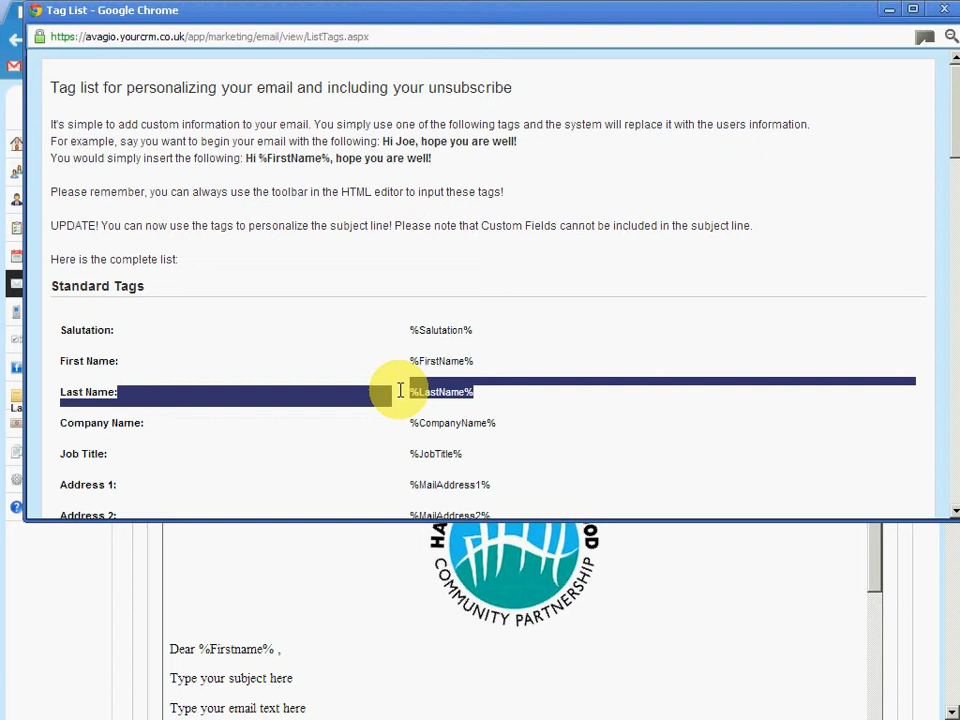 Tag List - Google Chrome
https://avagio.yourcrm.co.uk/app/marketing/email/view/ListTags.aspx
Tag list for personalizing your email and including your unsubscribe
It's simple to add custom information to your email. You simply use one of the following tags and the system will replace it with the users information.
For example, say you want to begin your email with the following: Hi Joe, hope you are well!
You would simply insert the following: Hi %FirstName%, hope you are well!
Please remember, you can always use the toolbar in the HTML editor to input these tags!
UPDATE! You can now use the tags to personalize the subject line! Please note that Custom Fields cannot be included in the subject line.
Here is the complete list:
Standard Tags
Salutation: %Salutation%
First Name: %FirstName%
Last Name: %LastName%
Company Name: %CompanyName%
Job Title: %JobTitle%
Address 1: %MailAddress1%
Address 2: %MailAddress2%
La
COMMUNITY PARTNERSHIP
Dear %Firstname% ,
Type your subject here
Type your email text here